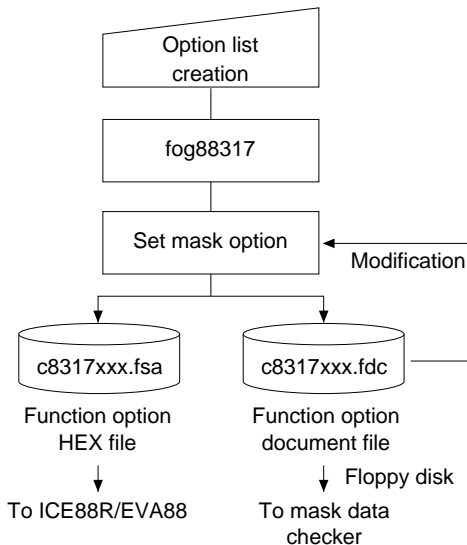 Option list
creation
fog88317
Set mask option
Modification
c8317xxx.fsa
c8317xxx.fdc
Function option
HEX file
Function option
document file
Floppy disk
To ICE88R/EVA88
To mask data
checker